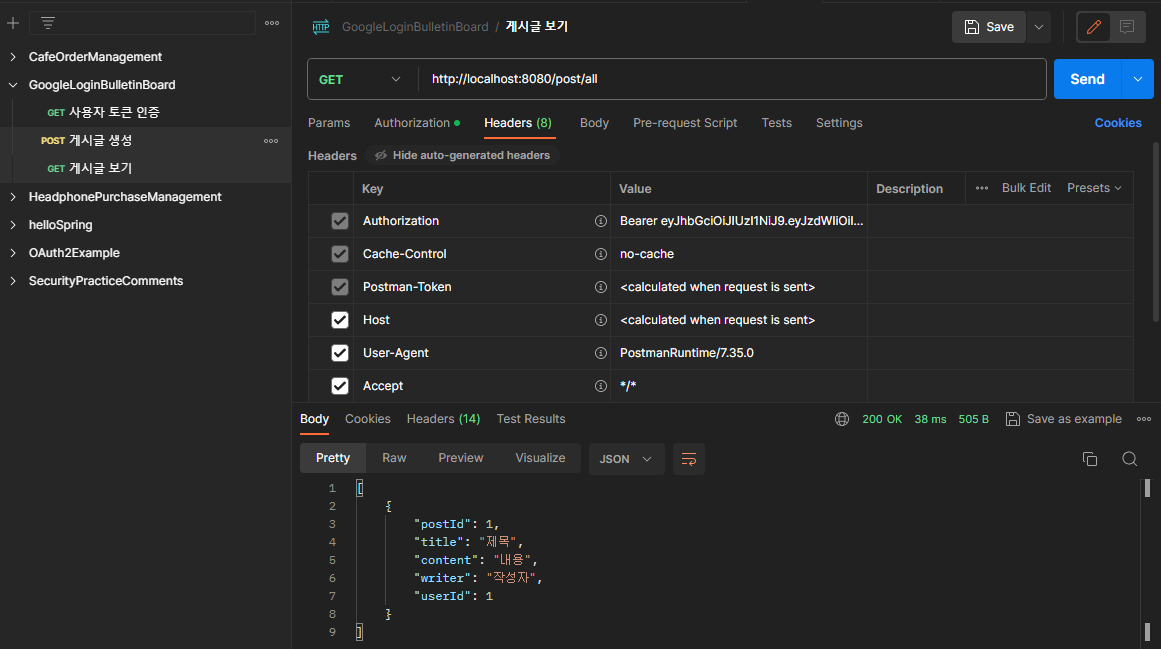 GoogleLoginBulletinBoard / 게시글 보기
Save
CafeOrderManagement
GoogleLoginBulletinBoard
GET 사용자 토큰 인증
POST 게시글 생성
GET 게시글 보기
HeadphonePurchaseManagement
helloSpring
OAuth2Example
SecurityPracticeComments
GET http://localhost:8080/post/all Send
Params Authorization Headers (8) Body Pre-request Script Tests Settings Cookies
Headers Hide auto-generated headers
Key Value Description Bulk Edit Presets
Authorization Bearer eyJhbGciOiJIUzI1NiJ9.eyJzdWIiOiI...
Cache-Control no-cache
Postman-Token <calculated when request is sent>
Host <calculated when request is sent>
User-Agent PostmanRuntime/7.35.0
Accept */*
Body Cookies Headers (14) Test Results 200 OK 38 ms 505 B Save as example
Pretty Raw Preview Visualize JSON
1 [
2 {
3 "postId": 1,
4 "title": "제목",
5 "content": "내용",
6 "writer": "작성자",
7 "userId": 1
8 }
9 ]